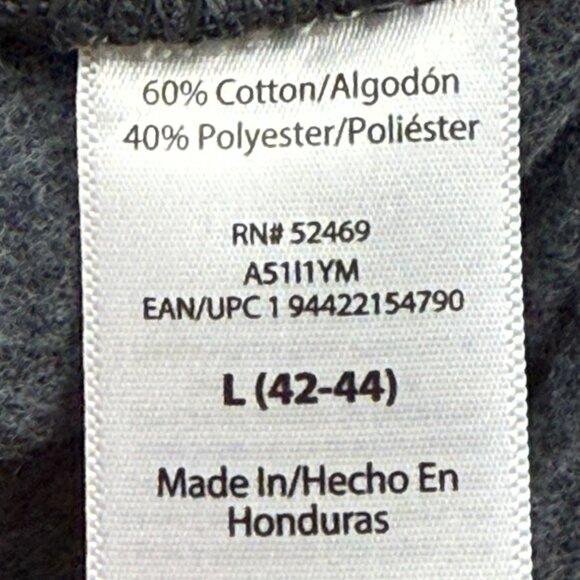 60% Cotton/Algodón
40% Polyester/Poliéster
RN# 52469
A51I1YM
EAN/UPC 1 94422154790
L (42-44)
Made In/Hecho En
Honduras